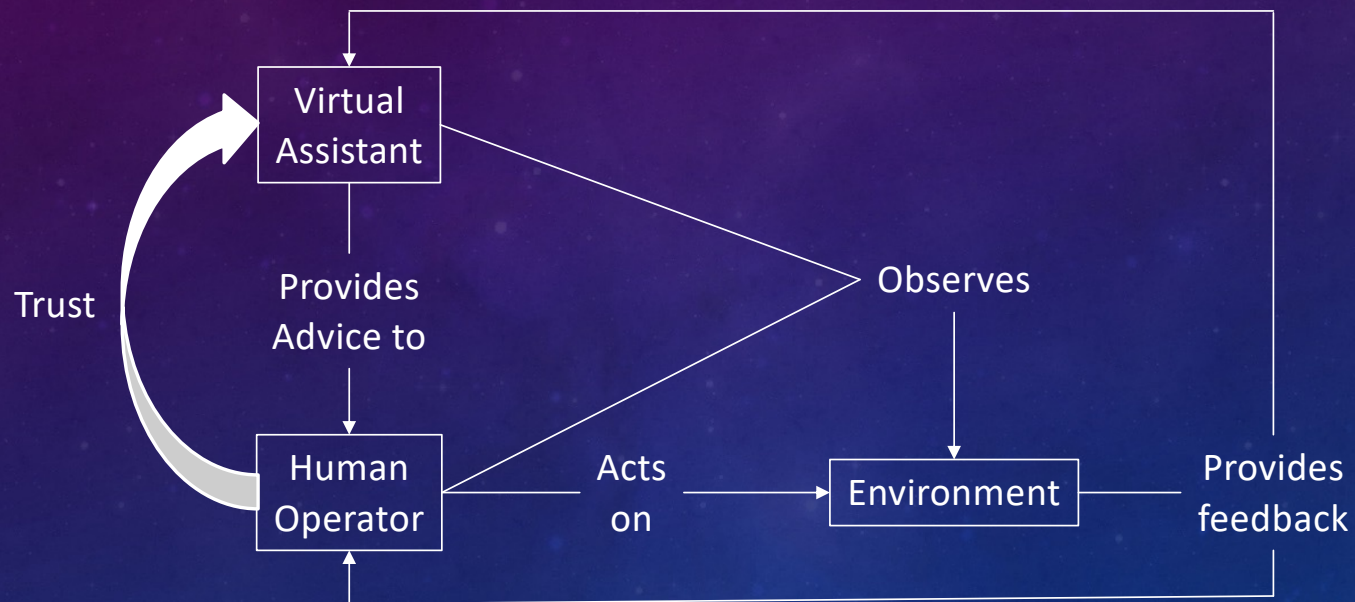 Virtual
Assistant
Trust
Provides
Advice to
Observes
Human
Operator
Acts
on
Environment
Provides
feedback